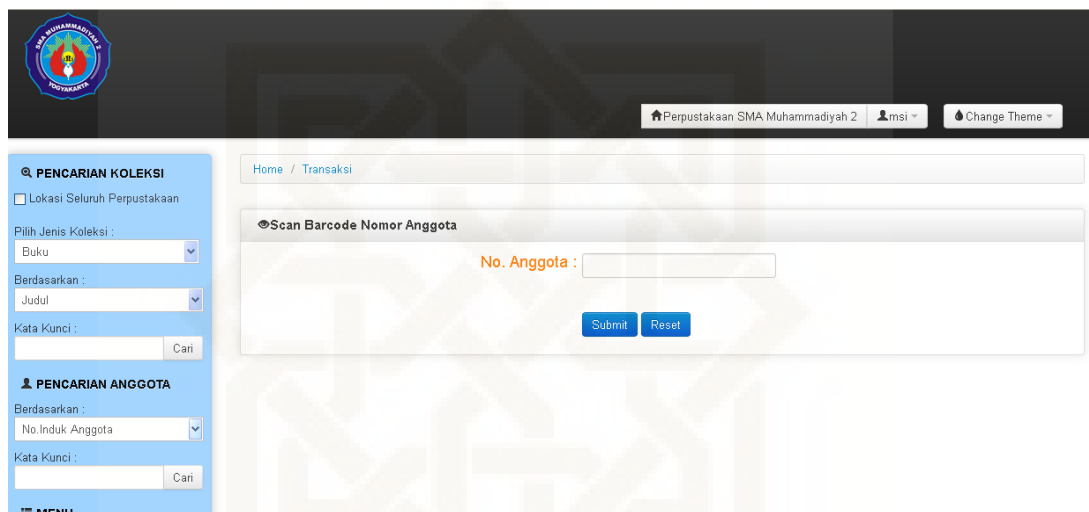 SMA MUHAMMADIYAH 2
YOGYAKARTA
Perpustakaan SMA Muhammadiyah 2
msi
Change Theme
PENCARIAN KOLEKSI
Lokasi Seluruh Perpustakaan
Pilih Jenis Koleksi :
Buku
Berdasarkan :
Judul
Kata Kunci :
Cari
PENCARIAN ANGGOTA
Berdasarkan :
No.Induk Anggota
Kata Kunci :
Cari
MENU
Home / Transaksi
Scan Barcode Nomor Anggota
No. Anggota :
Submit Reset